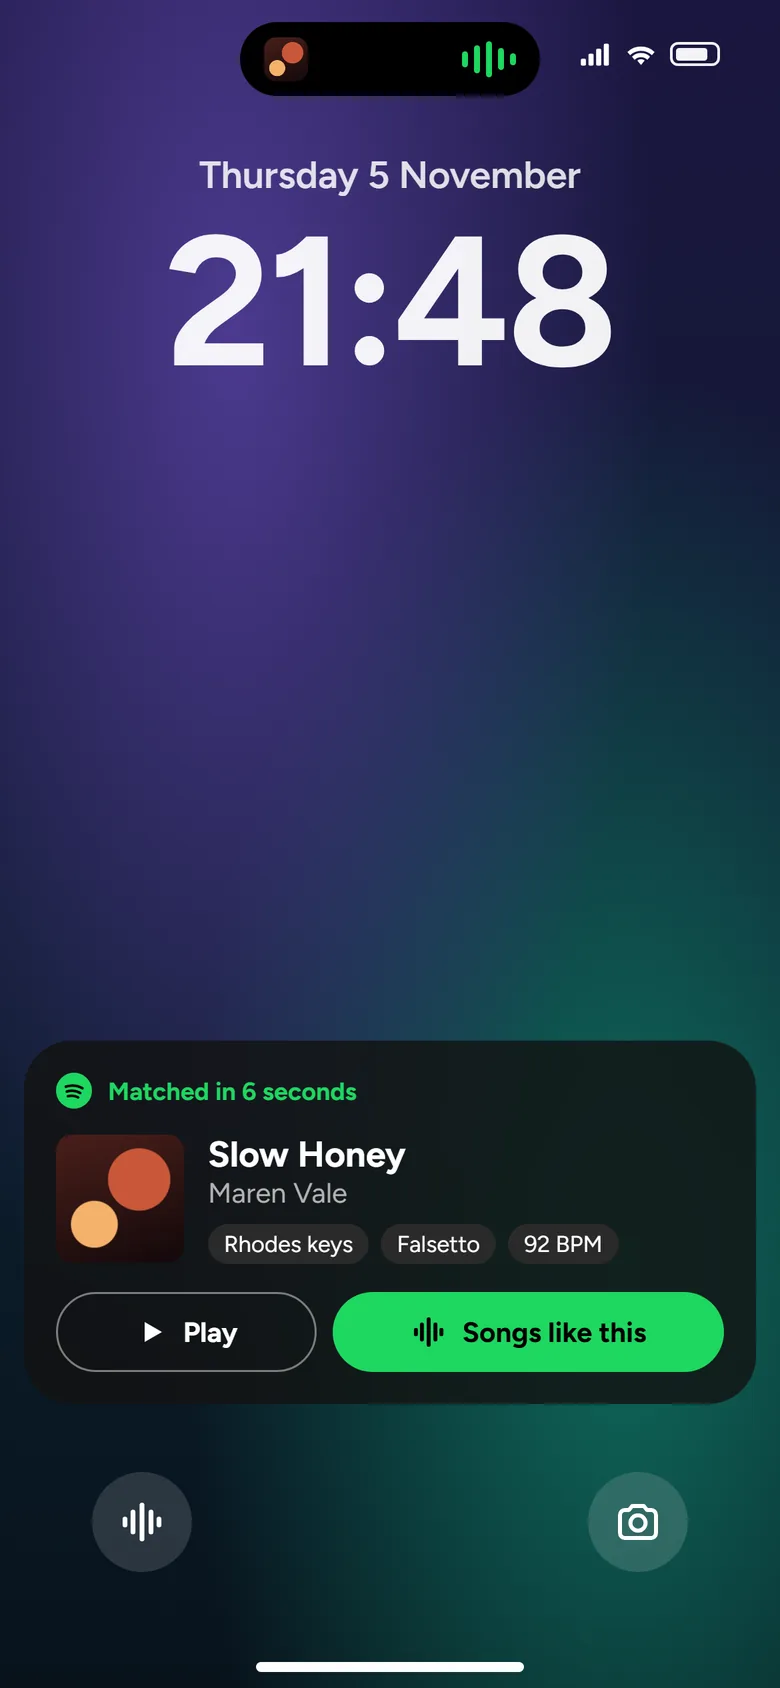 Thursday 5 November
21:48
Matched in 6 seconds
Slow Honey
Maren Vale
Rhodes keys Falsetto 92 BPM
Play Songs like this